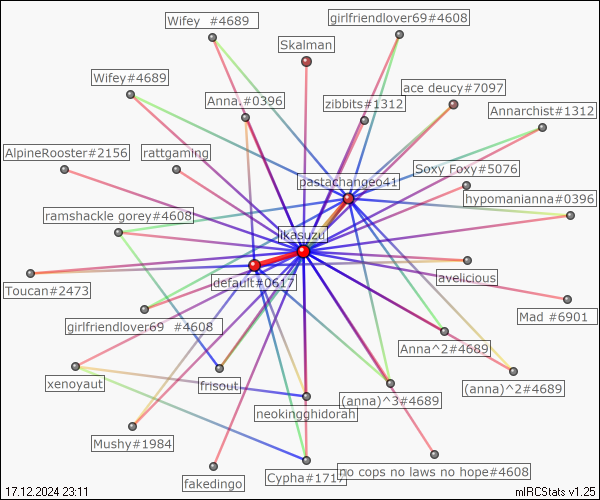 Wifey #4689
girlfriendlover69#4608
Skalman
Wifey#4689
ace deucy#7097
Anna.#0396
zibbits#1312
Annarchist#1312
AlpineRooster#2156
rattgaming
Soxy Foxy#5076
pastachange041
hypomanianna#0396
ramshackle gorey#4608
iKasuzu
default#0617
lavelicious
Toucan#2473
Mad #6901
girlfriendlover69 #4608
Anna^2#4689
xenoyaut
frisout
(anna)^3#4689
(anna)^2#4689
neokingghidorah
Mushy#1984
fakedingo
Cypha#1717
no cops no laws no hope#4608
17.12.2024 23:11
mIRCStats v1.25